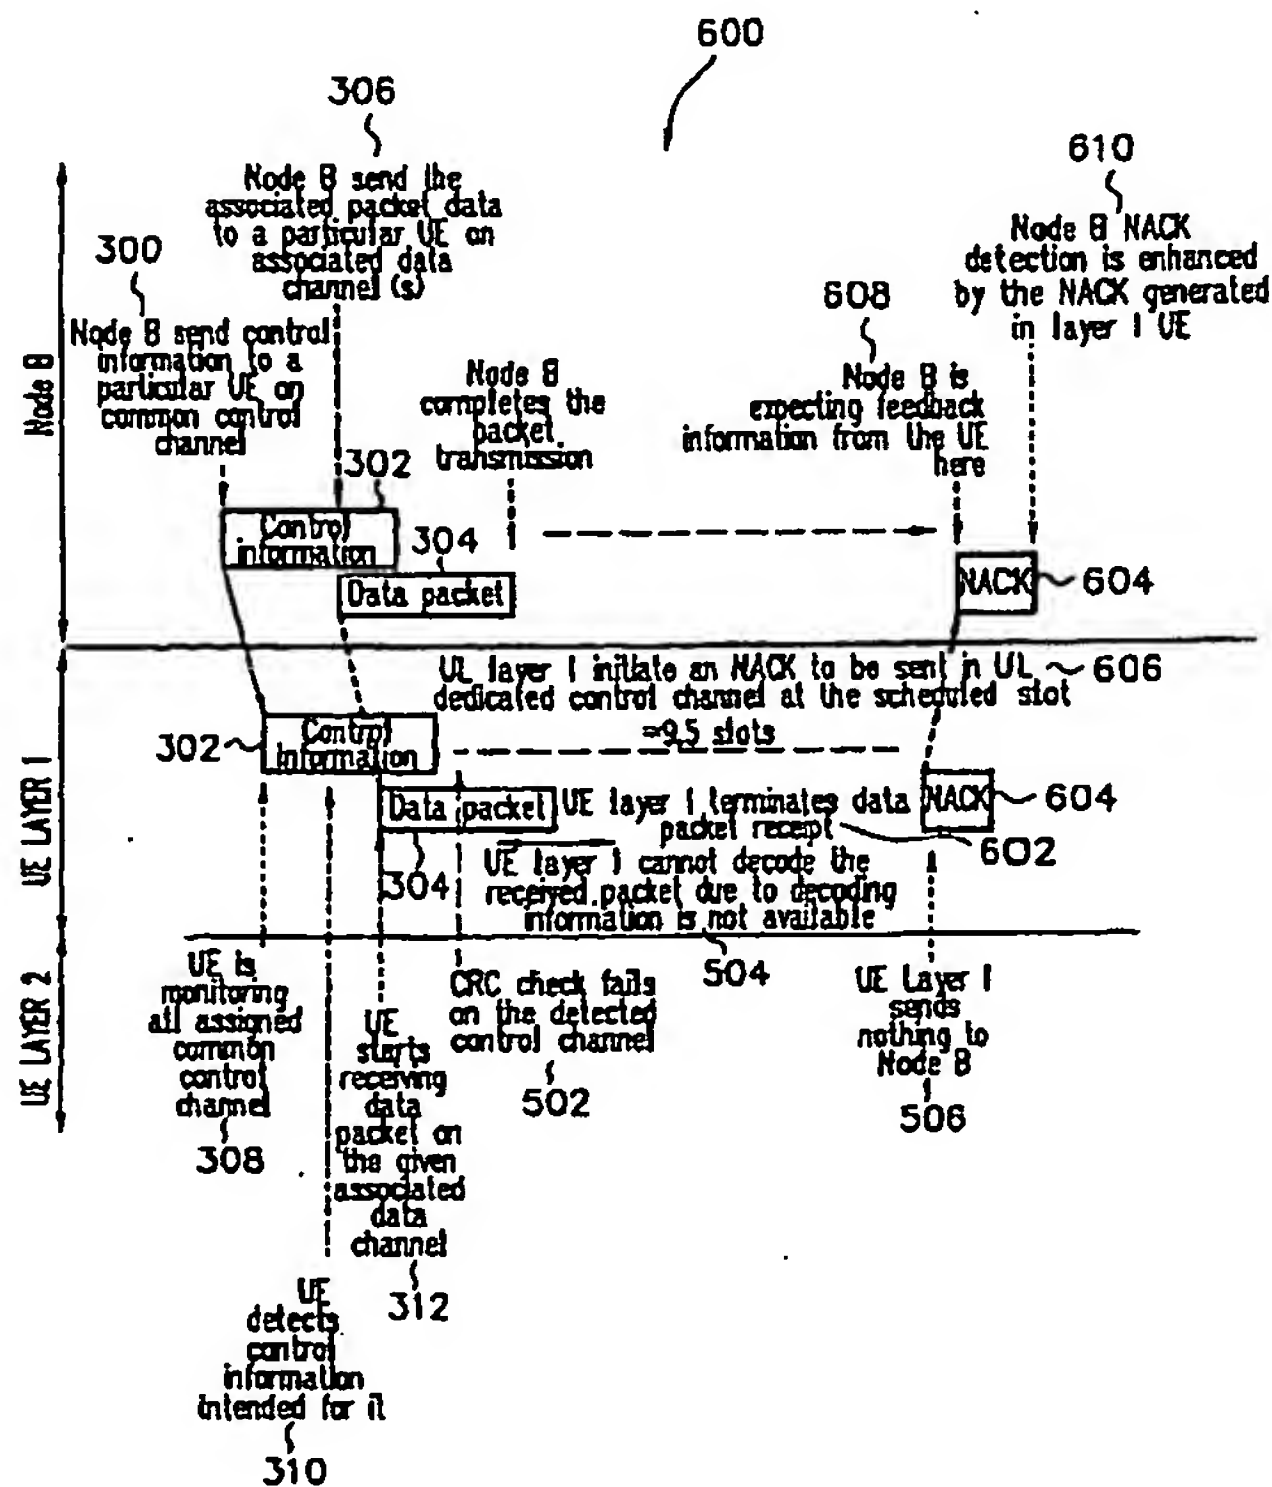 600
306
Node B send the
associated packet data
to a particular UE on
associated data
channel (s)
610
Node B NACK
detection is enhanced
by the NACK generated
in layer 1 UE
300
Node B send control
information to a
particular UE on
common control
channel
608
Node B is
expecting feedback
information from the UE
here
Node B
completes the
packet
transmission
Node B
302
Control
information
304
Data packet
NACK
604
UL layer 1 initiate an NACK to be sent in UL
dedicated control channel at the scheduled slot
606
≈9.5 slots
302
Control
information
UE LAYER 1
Data packet
304
UE layer 1 terminates data
packet receipt
602
NACK
604
UE layer 1 cannot decode the
received packet due to decoding
information is not available
504
UE LAYER 2
UE is
monitoring
all assigned
common
control
channel
308
UE
starts
receiving
data
packet on
the given
associated
data
channel
312
CRC check fails
on the detected
control channel
502
UE Layer 1
sends
nothing to
Node B
506
UE
detects
control
information
intended for it
310